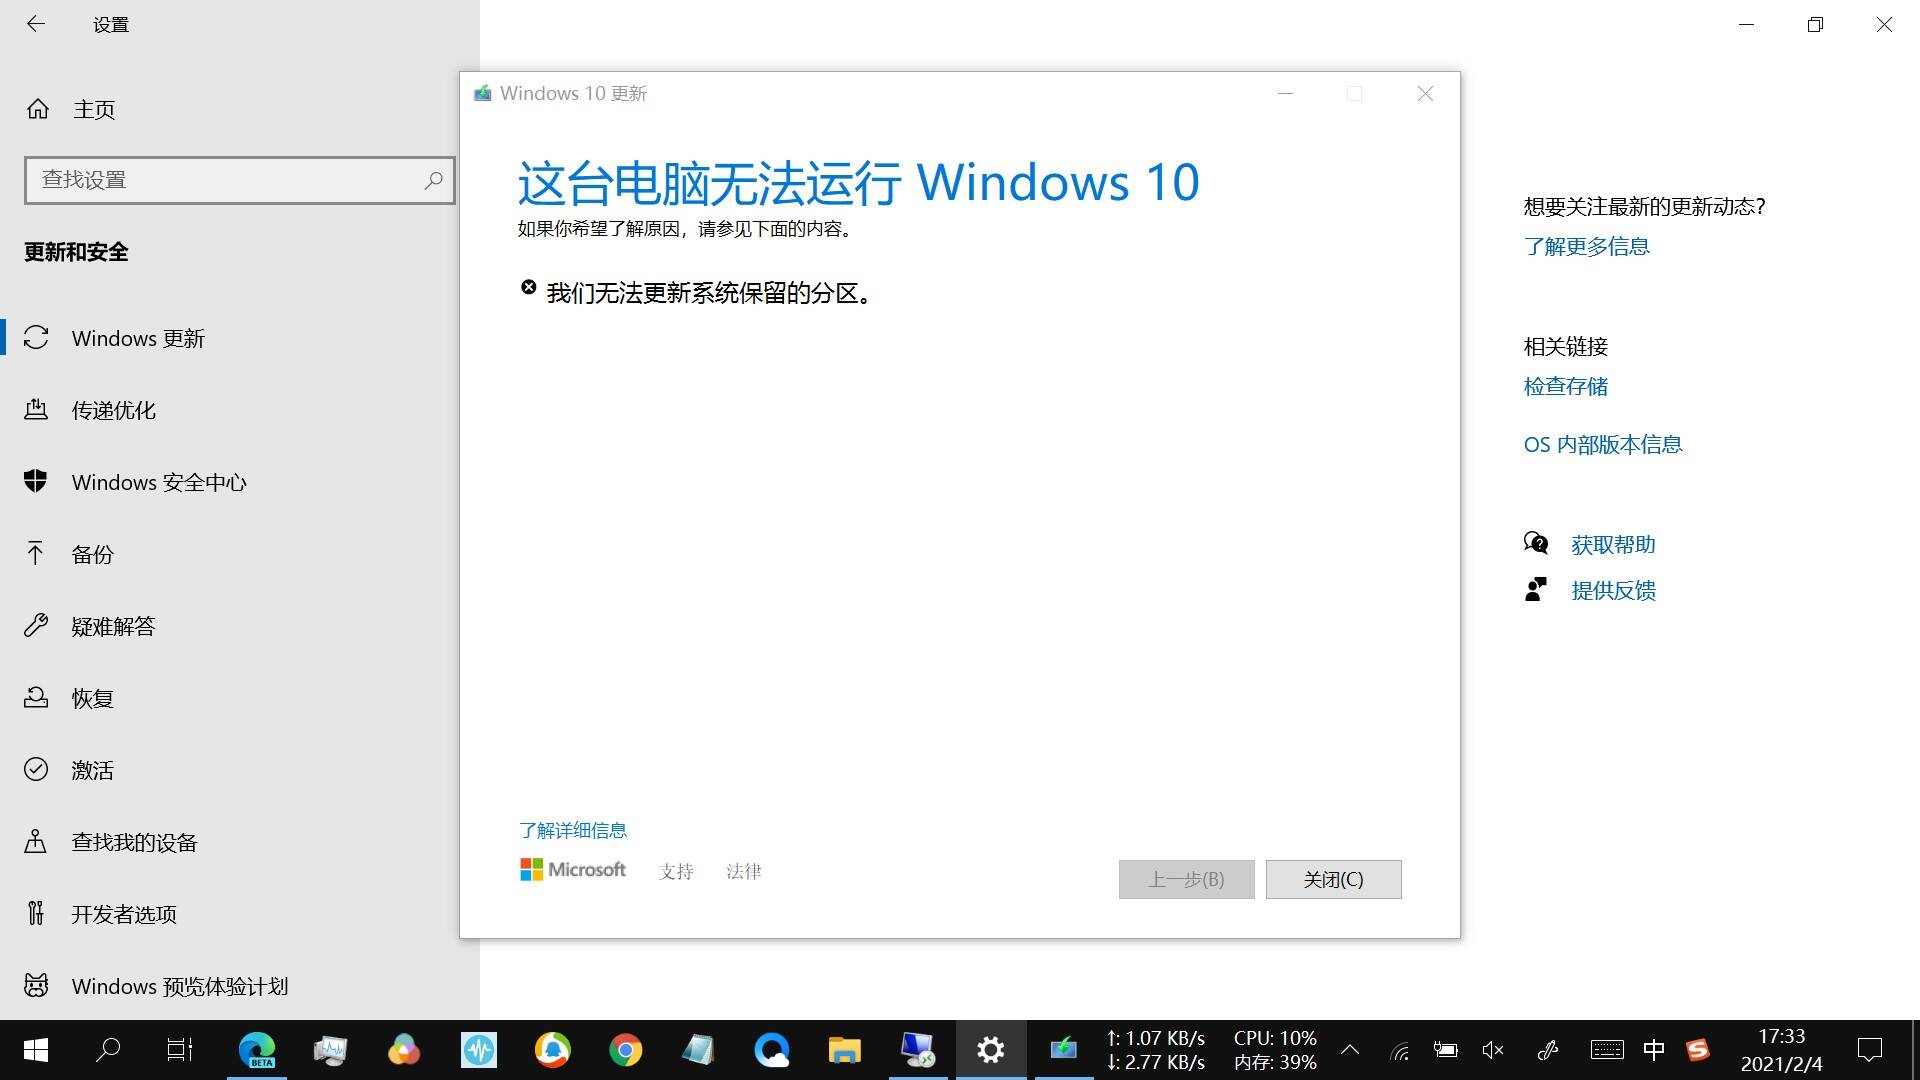 设置
主页
查找设置
更新和安全
Windows 更新
传递优化
Windows 安全中心
备份
疑难解答
恢复
激活
查找我的设备
开发者选项
Windows 预览体验计划
Windows 10 更新
这台电脑无法运行 Windows 10
如果你希望了解原因，请参见下面的内容。
我们无法更新系统保留的分区。
了解详细信息
Microsoft 支持 法律
上一步(B) 关闭(C)
想要关注最新的更新动态?
了解更多信息
相关链接
检查存储
OS 内部版本信息
获取帮助
提供反馈
BETA
↑: 1.07 KB/s CPU: 10%
↓: 2.77 KB/s 内存: 39%
中
S
17:33
2021/2/4